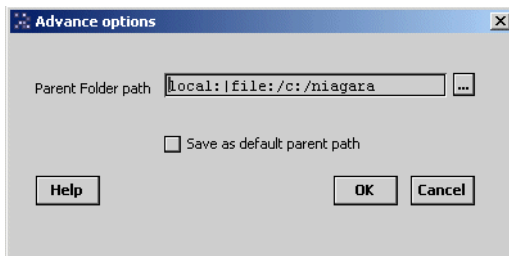 Advance options
Parent Folder path local:|file:/c:/niagara ...
Save as default parent path
Help OK Cancel